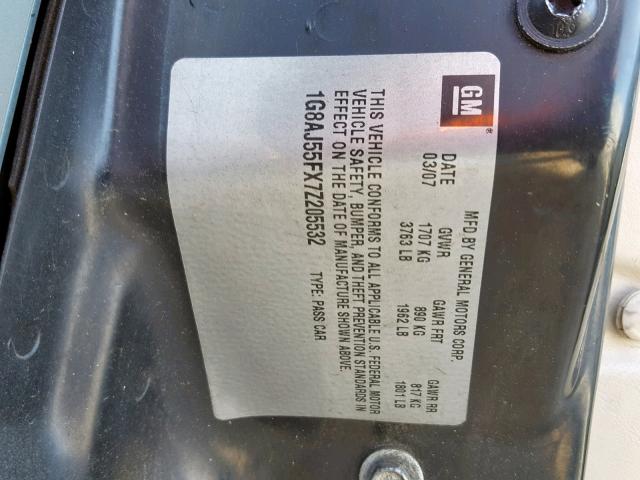 GM ®
MFD BY GENERAL MOTORS CORP.
DATE GVWR GAWR FRT GAWR RR
03/07 1707 KG 890 KG 817 KG
3763 LB 1962 LB 1801 LB
THIS VEHICLE CONFORMS TO ALL APPLICABLE U.S. FEDERAL MOTOR
VEHICLE SAFETY, BUMPER, AND THEFT PREVENTION STANDARDS IN
EFFECT ON THE DATE OF MANUFACTURE SHOWN ABOVE.
1G8AJ55FX7Z205532 TYPE: PASS CAR